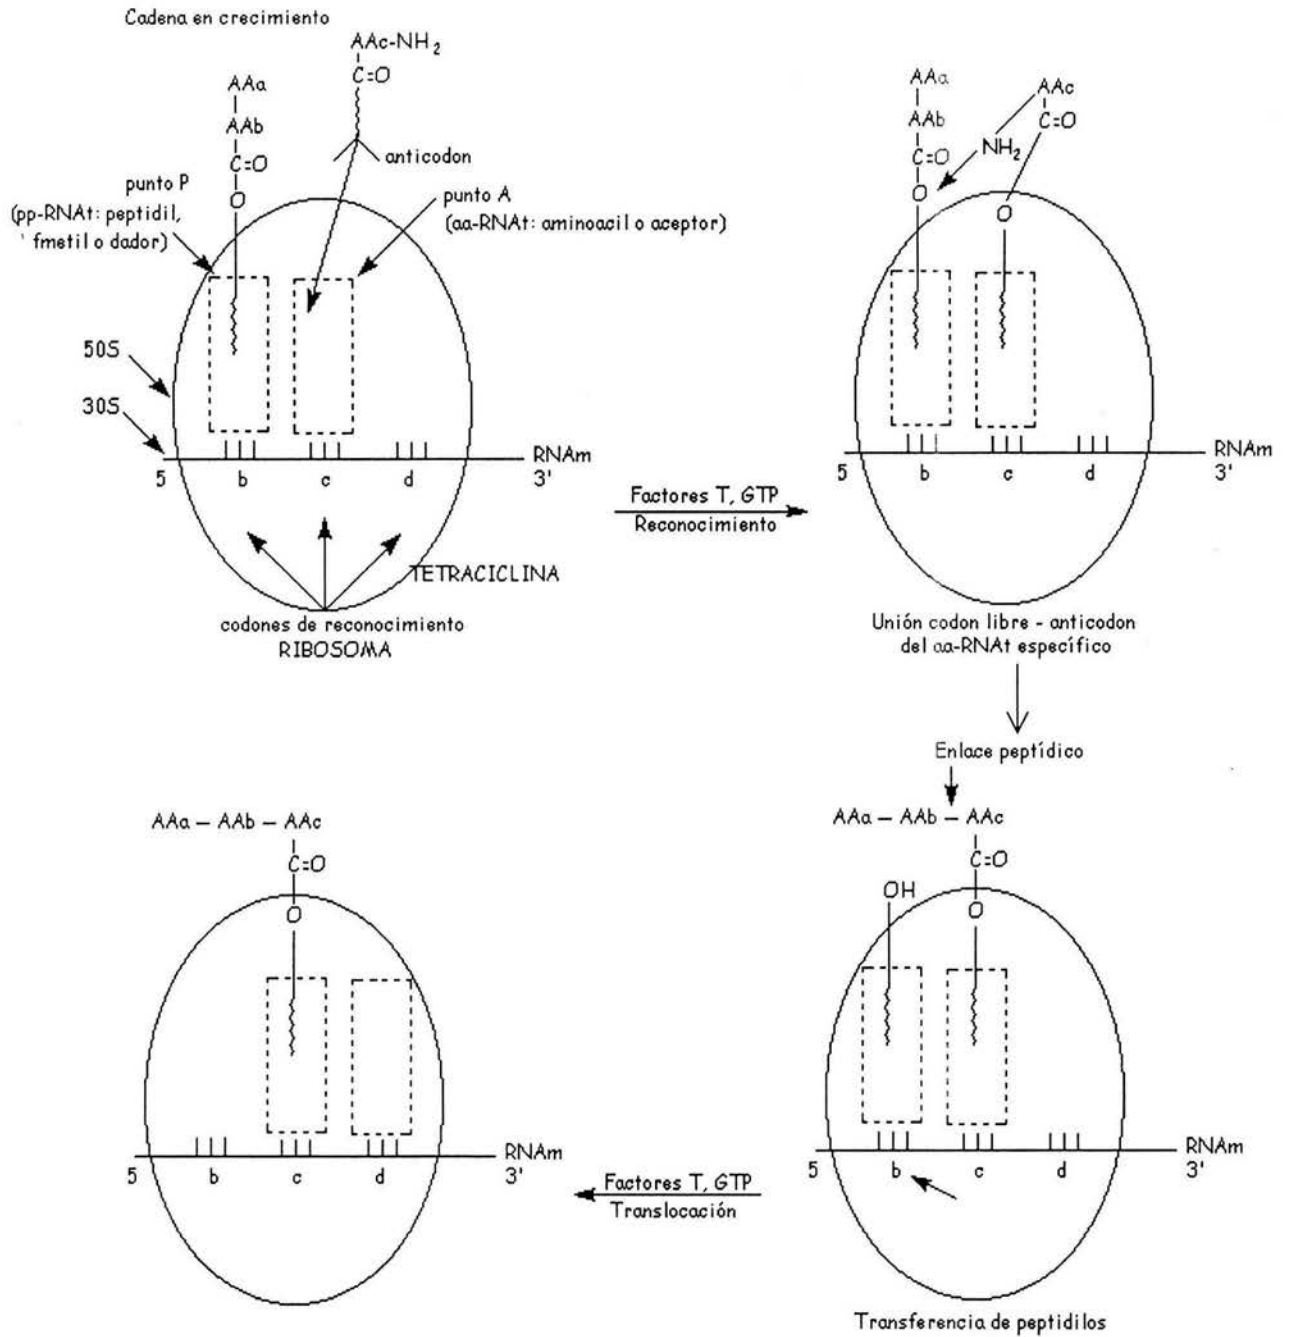 Cadena en crecimiento
AAc-NH2
C=O
AAa
AAb
C=O
O
anticodon
punto P
(pp-RNAt: peptidil,
fmetil o dador)
punto A
(aa-RNAt: aminoacil o aceptor)
50S
30S
RNAm
5 b c d 3'
TETRACICLINA
codones de reconocimiento
RIBOSOMA
Factores T, GTP
Reconocimiento
AAa
AAb
C=O
O
AAc
C=O
NH2
O
RNAm
5 b c d 3'
Unión codon libre - anticodon
del aa-RNAt específico
Enlace peptídico
AAa – AAb – AAc
C=O
OH
O
RNAm
5 b c d 3'
Transferencia de peptidilos
Factores T, GTP
Translocación
AAa – AAb – AAc
C=O
O
RNAm
5 b c d 3'